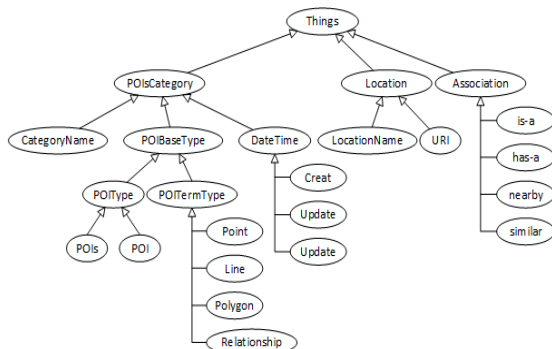 Things
POIsCategory
Location
Association
CategoryName
POIBaseType
DateTime
LocationName
URI
is-a
has-a
nearby
similar
POIType
POITermType
Creat
Update
Update
POIs
POI
Point
Line
Polygon
Relationship